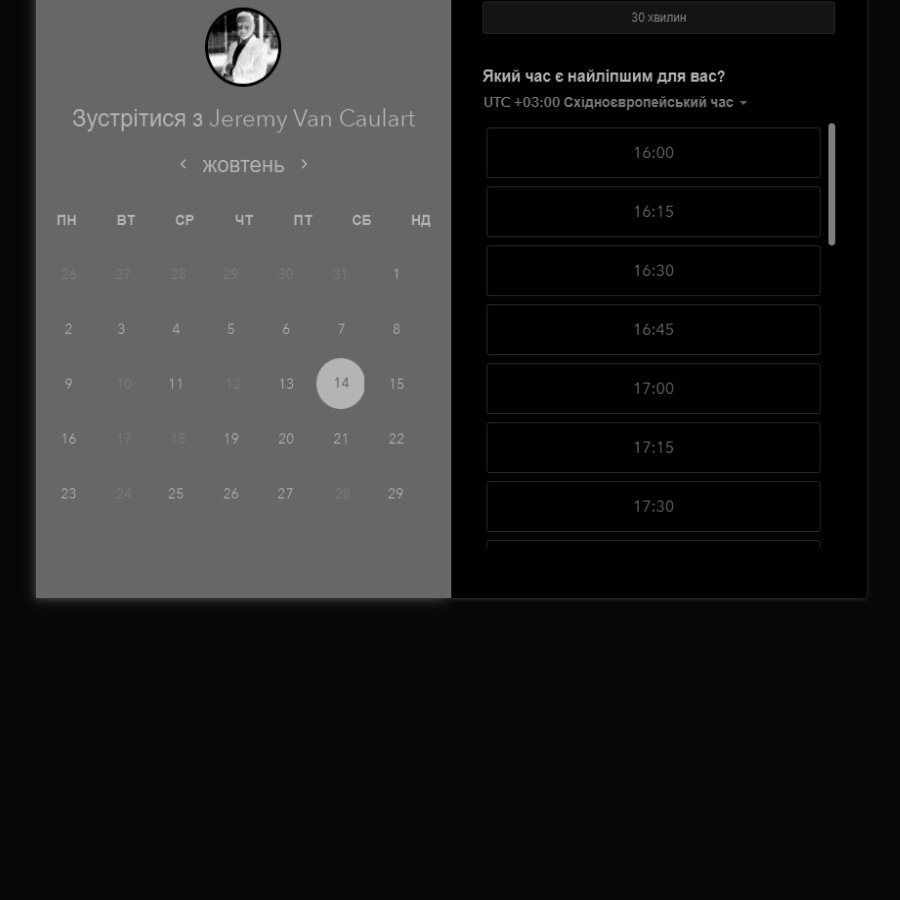 Зустрітися з Jeremy Van Caulart
жовтень
ПН ВТ СР ЧТ ПТ СБ НД
26 27 28 29 30 31 1
2 3 4 5 6 7 8
9 10 11 12 13 14 15
16 17 18 19 20 21 22
23 24 25 26 27 28 29
30 хвилин
Який час є найліпшим для вас?
UTC +03:00 Східноєвропейський час
16:00
16:15
16:30
16:45
17:00
17:15
17:30